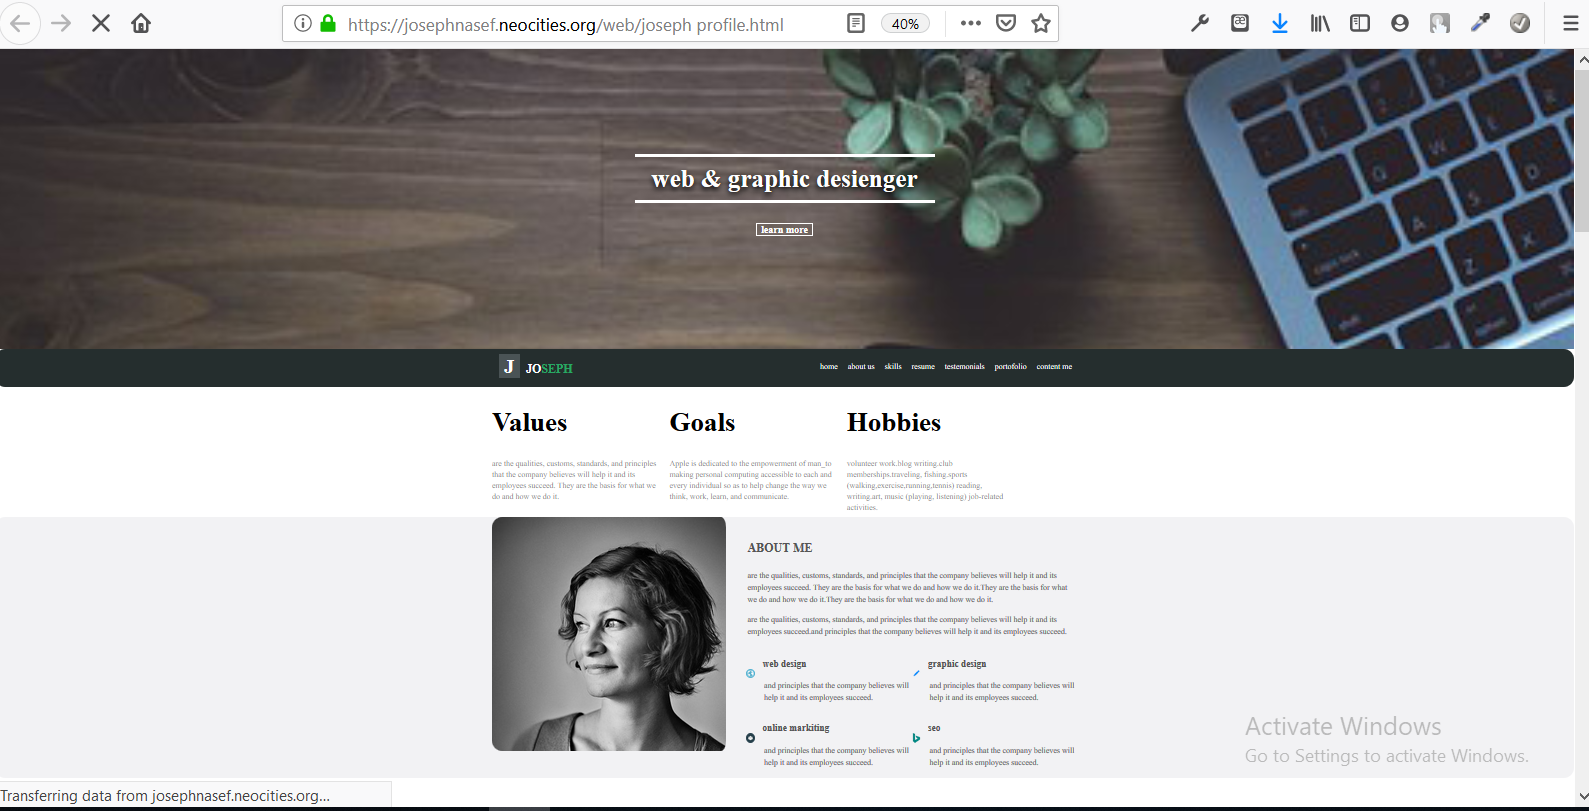 https://josephnasef.neocities.org/web/joseph profile.html
40%
web & graphic desienger
learn more
J JOSEPH
home about us skills resume testemonials portofolio content me
Values
are the qualities, customs, standards, and principles
that the company believes will help it and its
employees succeed. They are the basis for what we
do and how we do it.
Goals
Apple is dedicated to the empowerment of man_to
making personal computing accessible to each and
every individual so as to help change the way we
think, work, learn, and communicate.
Hobbies
volunteer work.blog writing.club
memberships.traveling, fishing.sports
(walking,exercise,running,tennis) reading,
writing.art, music (playing, listening) job-related
activities.
ABOUT ME
are the qualities, customs, standards, and principles that the company believes will help it and its
employees succeed. They are the basis for what we do and how we do it.They are the basis for what
we do and how we do it.They are the basis for what we do and how we do it.
are the qualities, customs, standards, and principles that the company believes will help it and its
employees succeed.and principles that the company believes will help it and its employees succeed.
web design
and principles that the company believes will
help it and its employees succeed.
graphic design
and principles that the company believes will
help it and its employees succeed.
online markiting
and principles that the company believes will
help it and its employees succeed.
seo
and principles that the company believes will
help it and its employees succeed.
Activate Windows
Go to Settings to activate Windows.
Transferring data from josephnasef.neocities.org...